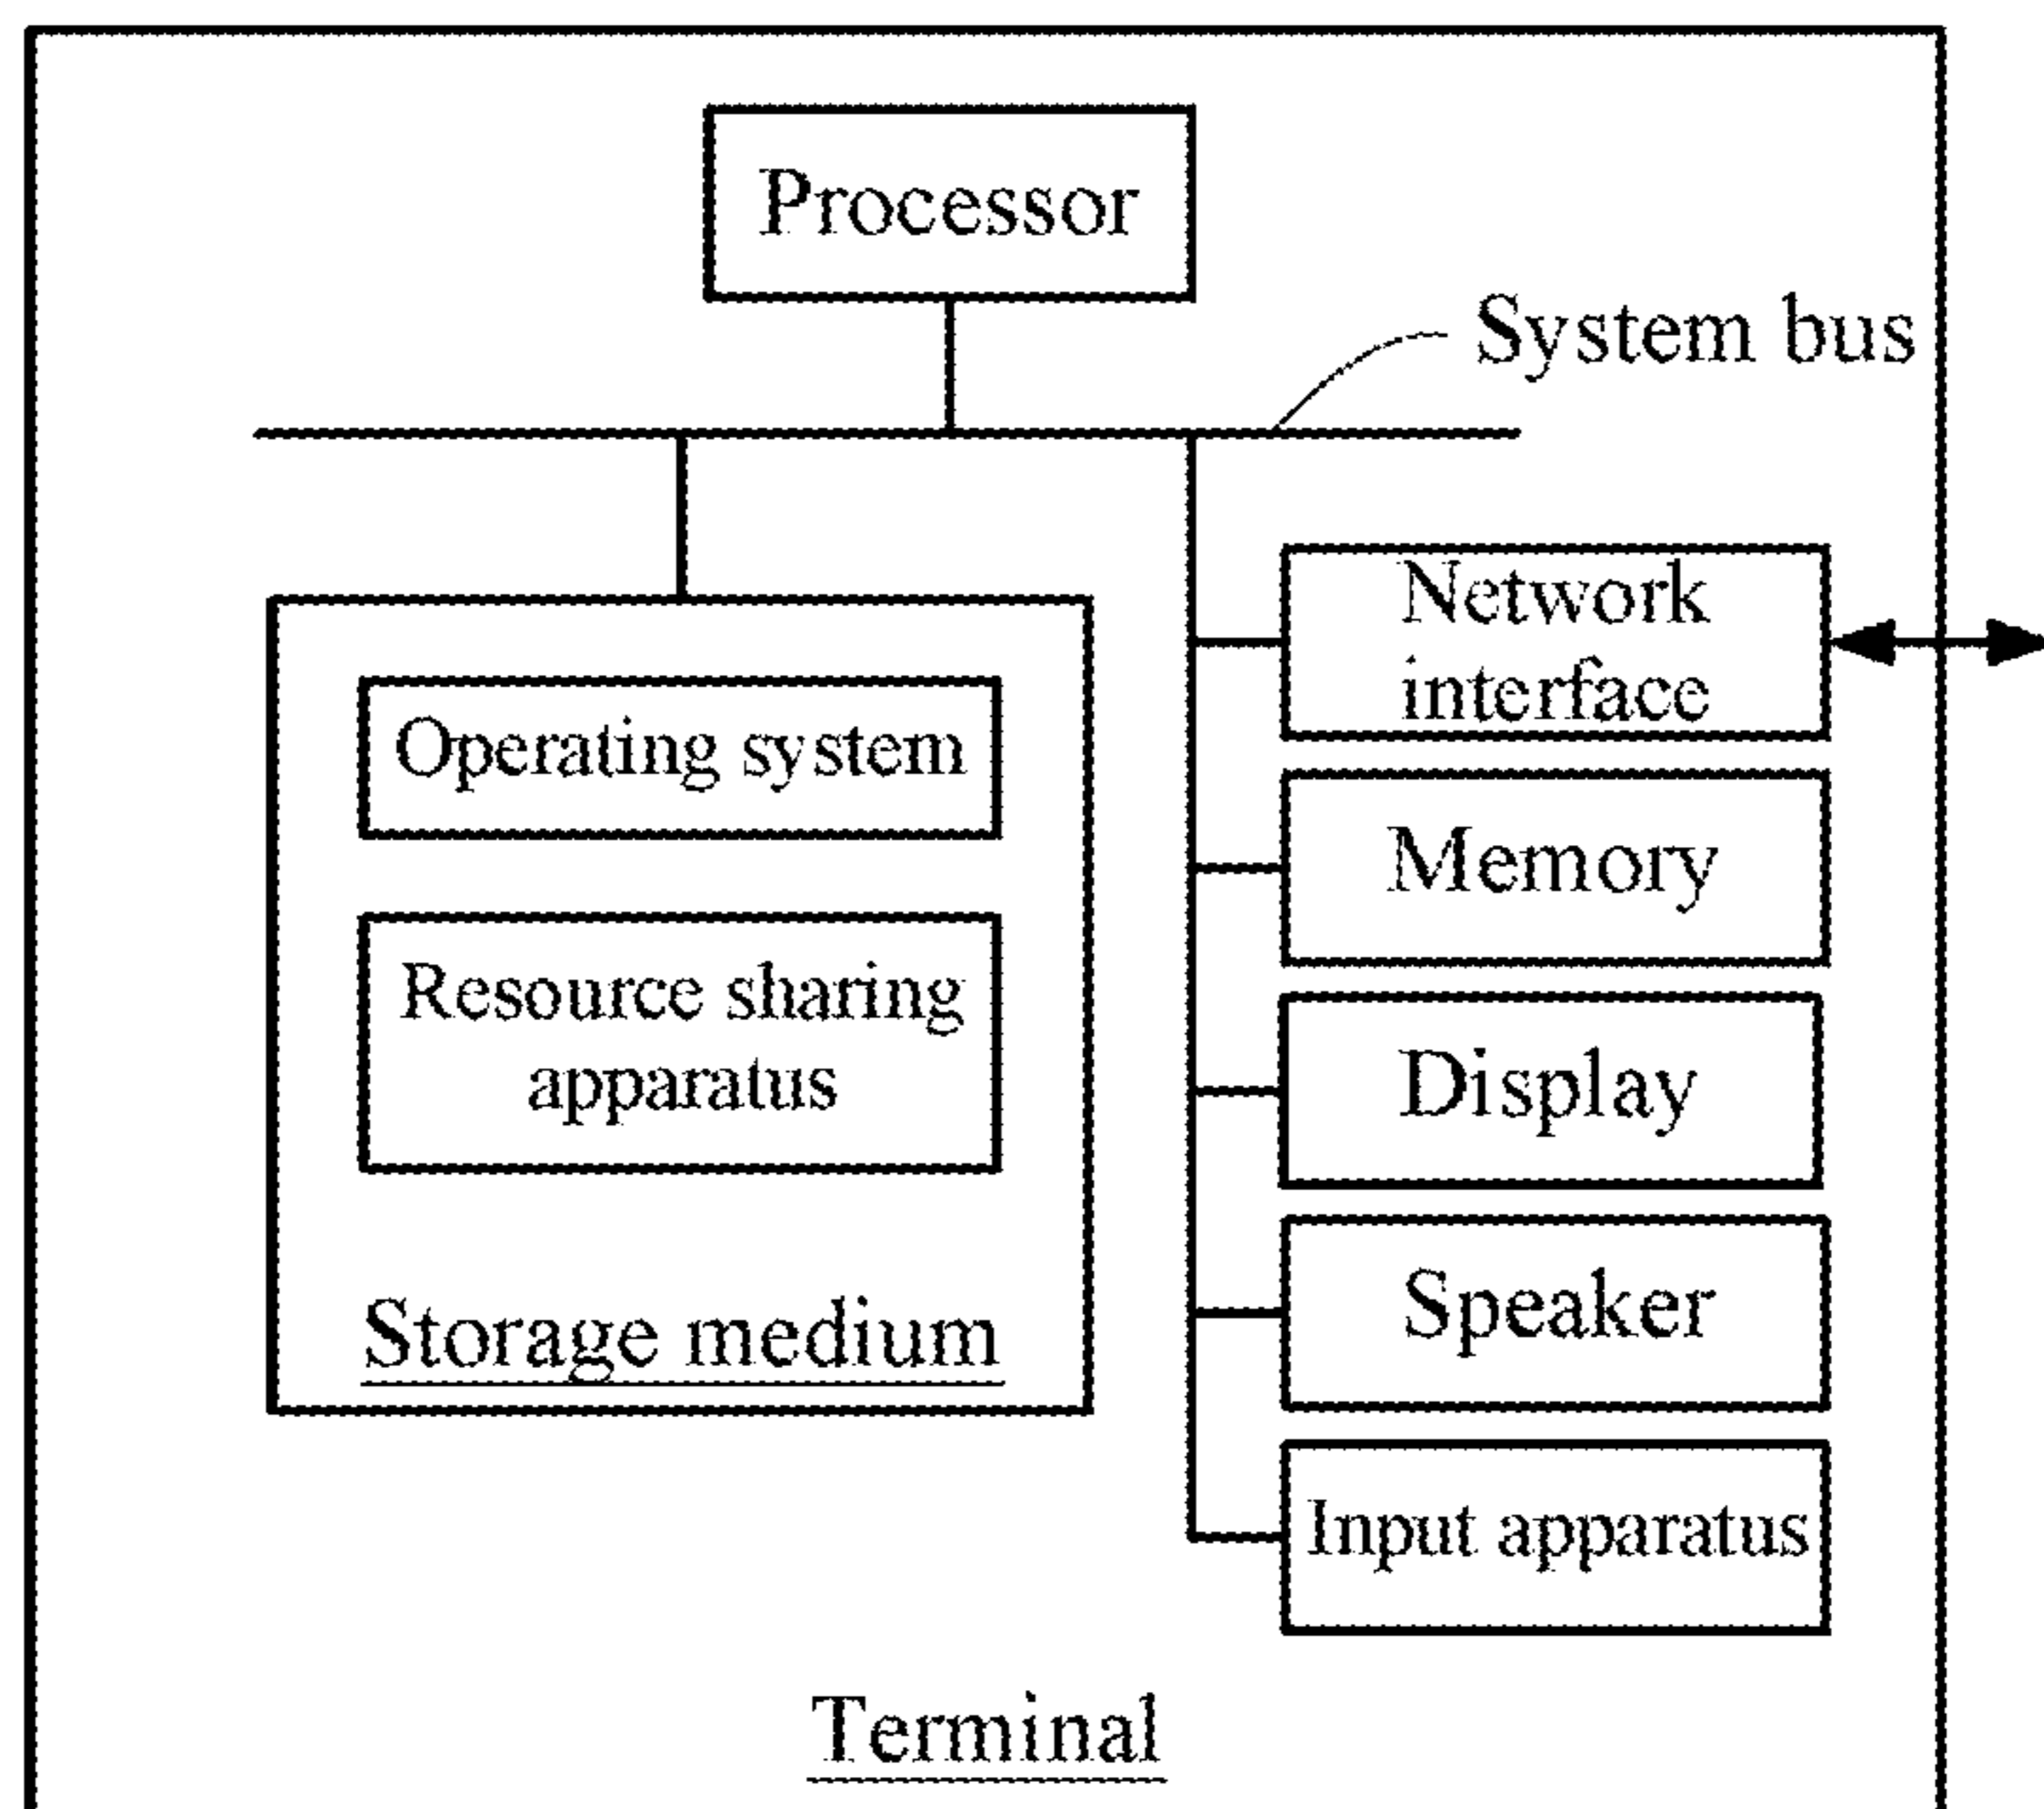 Processor
System bus
Network
interface
Operating system
Memory
Resource sharing
apparatus
Display
Speaker
Storage medium
Input apparatus
Terminal